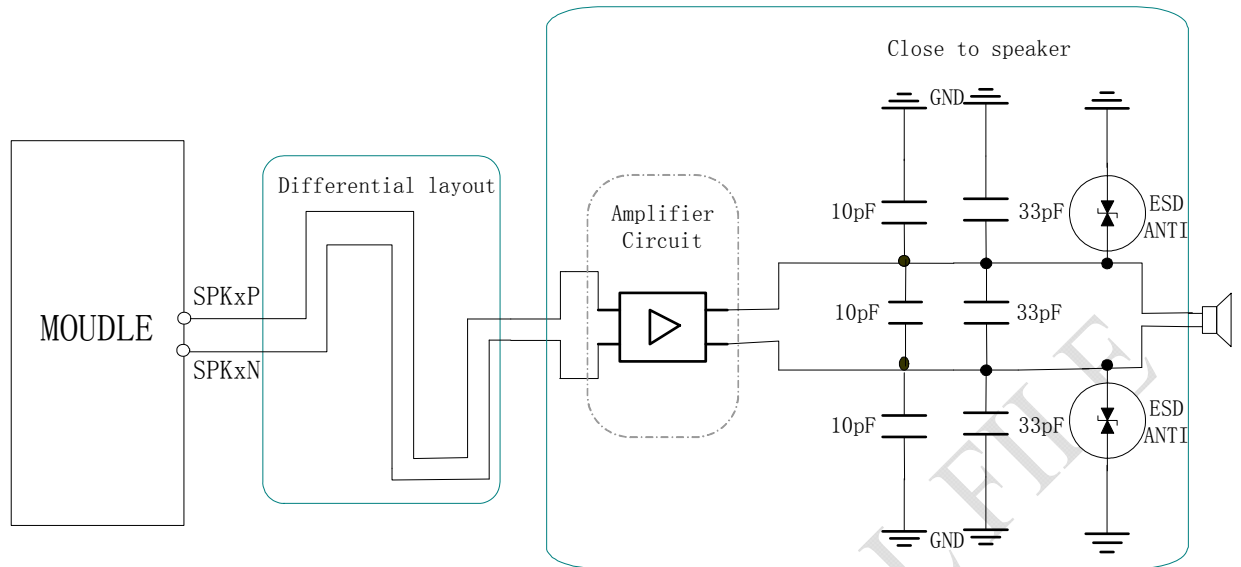 Close to speaker
GND
Differential layout
Amplifier
Circuit
10pF
33pF
ESD
ANTI
SPKxP
MOUDLE
10pF
33pF
SPKxN
10pF
33pF
ESD
ANTI
GND